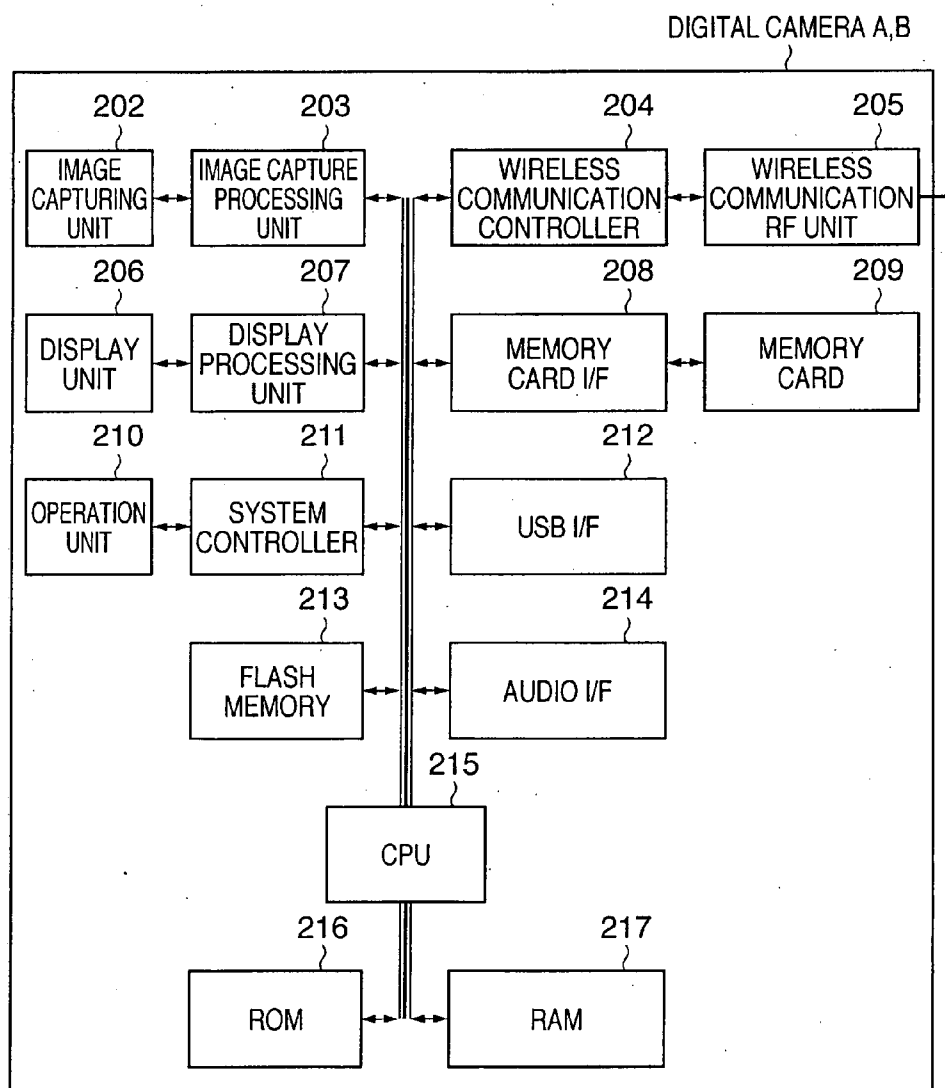 DIGITAL CAMERA A,B
202
203
204
205
IMAGE
CAPTURING
UNIT
IMAGE CAPTURE
PROCESSING
UNIT
WIRELESS
COMMUNICATION
CONTROLLER
WIRELESS
COMMUNICATION
RF UNIT
206
207
208
209
DISPLAY
UNIT
DISPLAY
PROCESSING
UNIT
MEMORY
CARD I/F
MEMORY
CARD
210
211
212
OPERATION
UNIT
SYSTEM
CONTROLLER
USB I/F
213
214
FLASH
MEMORY
AUDIO I/F
215
CPU
216
217
ROM
RAM